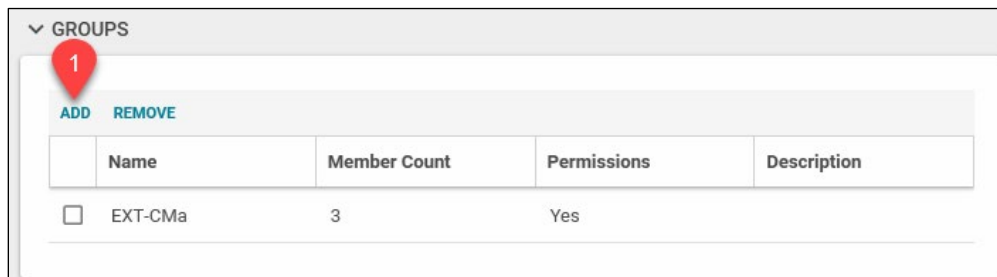 GROUPS
1
ADD REMOVE
Name Member Count Permissions Description
EXT-CMa 3 Yes